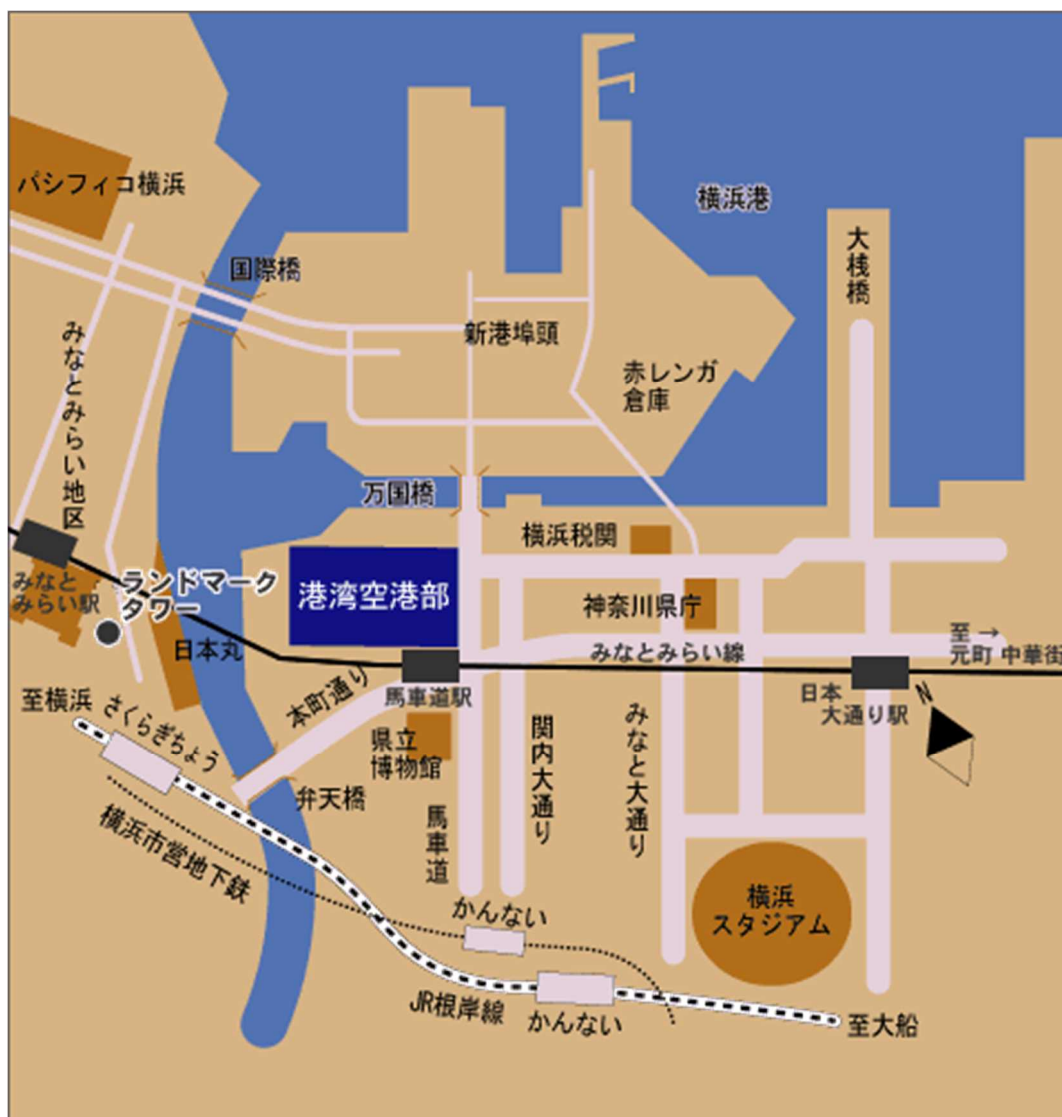 パシフィコ横浜
国際橋
横浜港
大桟橋
みなとみらい地区
新港埠頭
赤レンガ
倉庫
万国橋
横浜税関
港湾空港部
神奈川県庁
みなと
みらい駅
ランドマーク
タワー
日本丸
本町通り
馬車道駅
みなとみらい線
至 →
元町 中華街
日本
大通り駅
N
至横浜
さくらぎちょう
県立
博物館
弁天橋
馬車道
関内大通り
みなと大通り
横浜市営地下鉄
かんない
横浜
スタジアム
JR根岸線
かんない
至大船